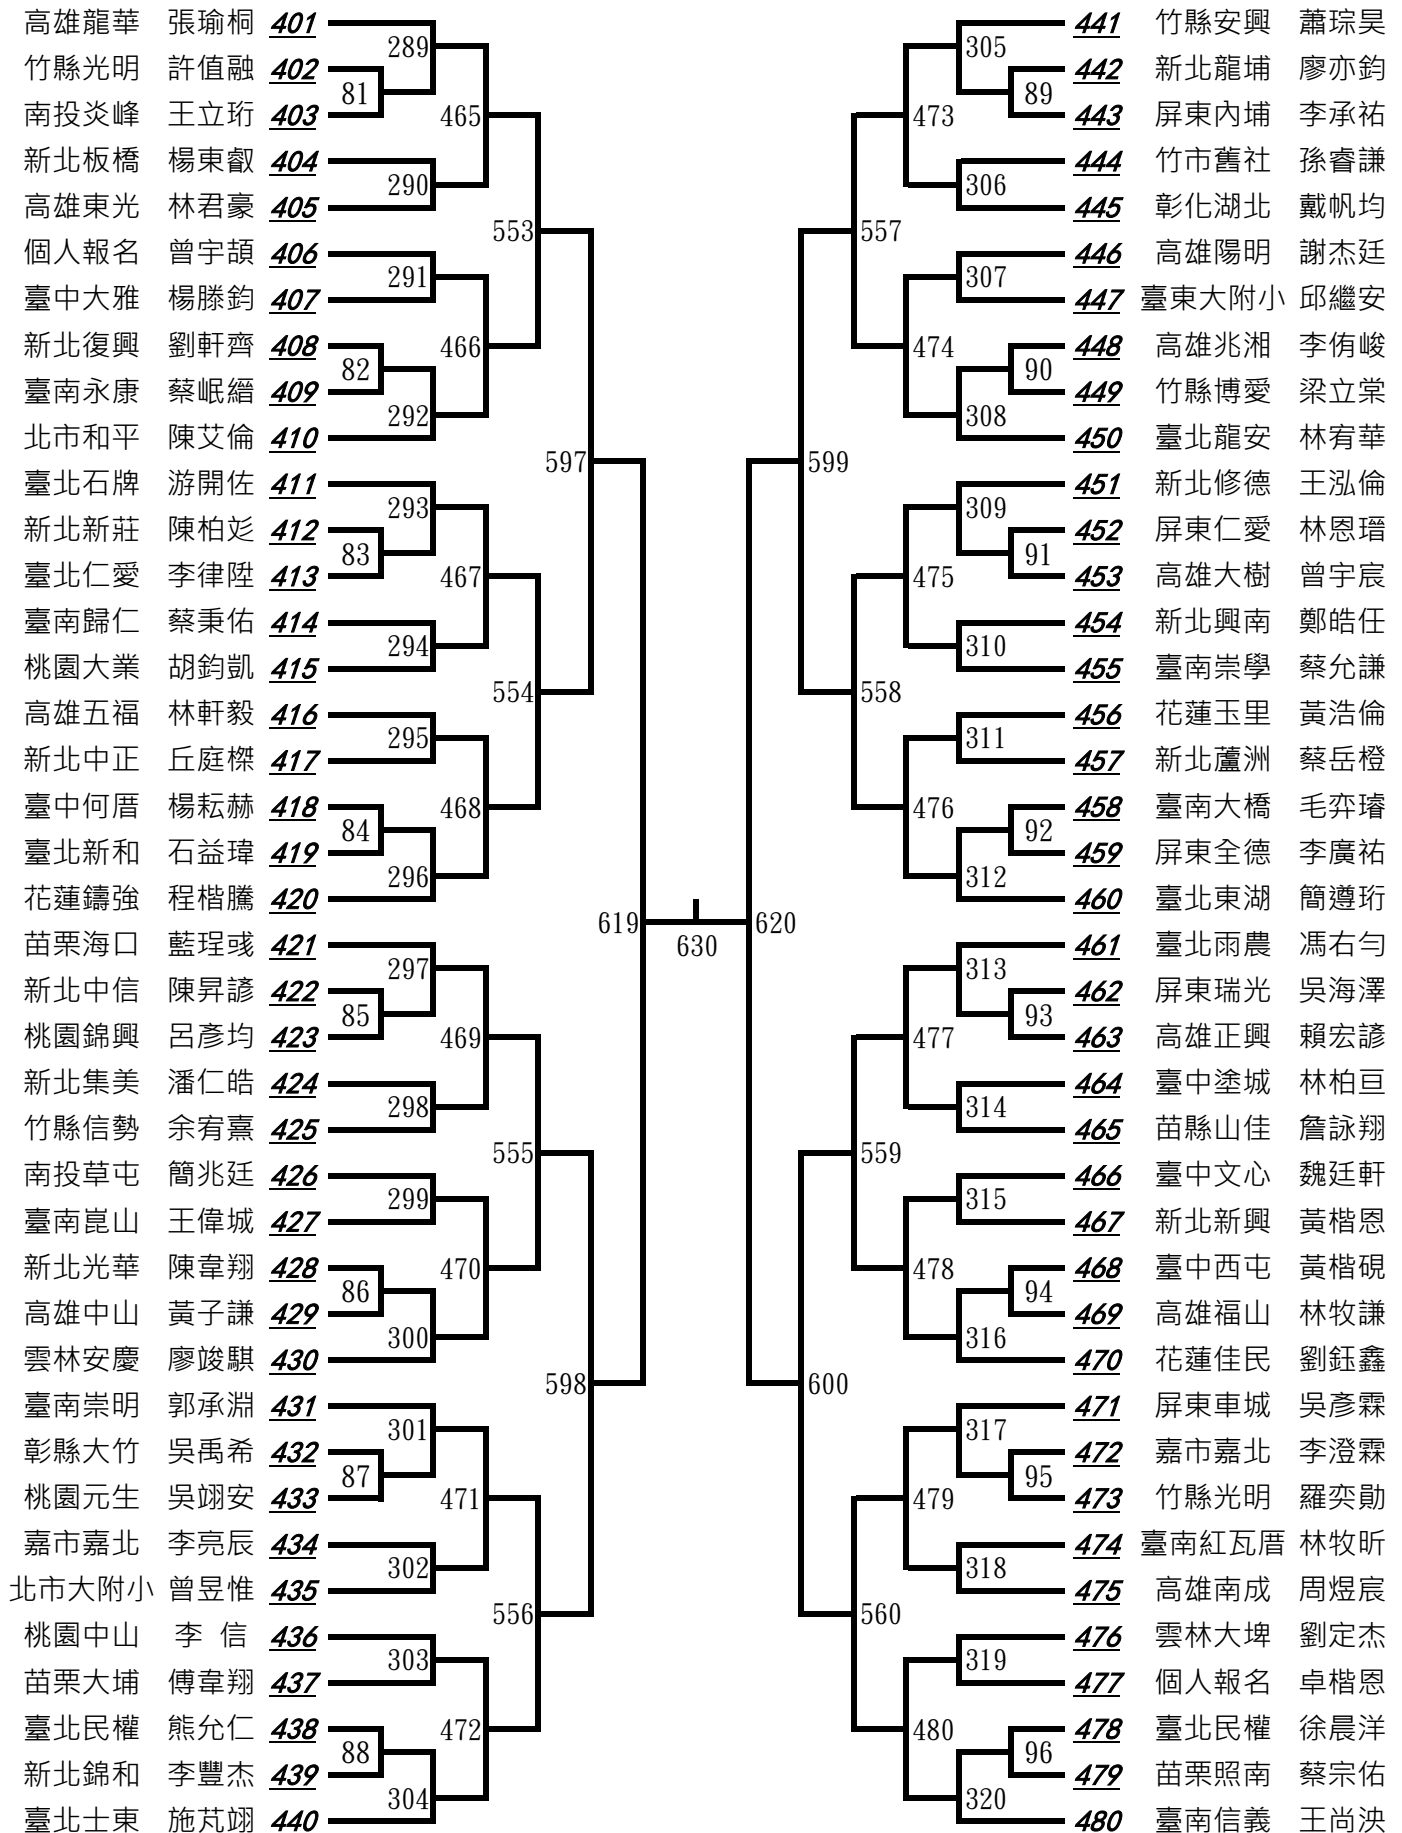 高雄龍華 張瑜桐 401
289
竹縣光明 許值融 402
81
南投炎峰 王立珩 403
465
新北板橋 楊東叡 404
290
高雄東光 林君豪 405
553
個人報名 曾宇頡 406
291
臺中大雅 楊滕鈞 407
新北復興 劉軒齊 408
466
82
臺南永康 蔡岷縉 409
292
北市和平 陳艾倫 410
597
臺北石牌 游開佐 411
293
新北新莊 陳柏彣 412
83
臺北仁愛 李律陞 413
467
臺南歸仁 蔡秉佑 414
294
桃園大業 胡鈞凱 415
554
高雄五福 林軒毅 416
295
新北中正 丘庭榤 417
臺中何厝 楊耘赫 418
468
84
臺北新和 石益瑋 419
296
花蓮鑄強 程楷騰 420
619
630
620
苗栗海口 藍珵彧 421
297
新北中信 陳昇諺 422
85
桃園錦興 呂彥均 423
469
新北集美 潘仁皓 424
298
竹縣信勢 余宥熹 425
555
南投草屯 簡兆廷 426
299
臺南崑山 王偉城 427
新北光華 陳韋翔 428
470
86
高雄中山 黃子謙 429
300
雲林安慶 廖竣騏 430
598
臺南崇明 郭承淵 431
301
彰縣大竹 吳禹希 432
87
桃園元生 吳翊安 433
471
嘉市嘉北 李亮辰 434
302
北市大附小 曾昱惟 435
556
桃園中山 李 信 436
303
苗栗大埔 傅韋翔 437
臺北民權 熊允仁 438
472
88
新北錦和 李豐杰 439
304
臺北士東 施芃翊 440
441 竹縣安興 蕭琮昊
305
442 新北龍埔 廖亦鈞
89
443 屏東內埔 李承祐
473
444 竹市舊社 孫睿謙
306
445 彰化湖北 戴帆均
557
446 高雄陽明 謝杰廷
307
447 臺東大附小 邱繼安
448 高雄兆湘 李侑峻
474
90
449 竹縣博愛 梁立棠
308
450 臺北龍安 林宥華
599
451 新北修德 王泓倫
309
452 屏東仁愛 林恩瑨
91
453 高雄大樹 曾宇宸
475
454 新北興南 鄭皓任
310
455 臺南崇學 蔡允謙
558
456 花蓮玉里 黃浩倫
311
457 新北蘆洲 蔡岳橙
458 臺南大橋 毛弈璿
476
92
459 屏東全德 李廣祐
312
460 臺北東湖 簡遵珩
461 臺北雨農 馮右勻
313
462 屏東瑞光 吳海澤
93
463 高雄正興 賴宏諺
477
464 臺中塗城 林柏亘
314
465 苗縣山佳 詹詠翔
559
466 臺中文心 魏廷軒
315
467 新北新興 黃楷恩
468 臺中西屯 黃楷硯
478
94
469 高雄福山 林牧謙
316
470 花蓮佳民 劉鈺鑫
600
471 屏東車城 吳彥霖
317
472 嘉市嘉北 李澄霖
95
473 竹縣光明 羅奕勛
479
474 臺南紅瓦厝 林牧昕
318
475 高雄南成 周煜宸
560
476 雲林大埤 劉定杰
319
477 個人報名 卓楷恩
478 臺北民權 徐晨洋
480
96
479 苗栗照南 蔡宗佑
320
480 臺南信義 王尚泱